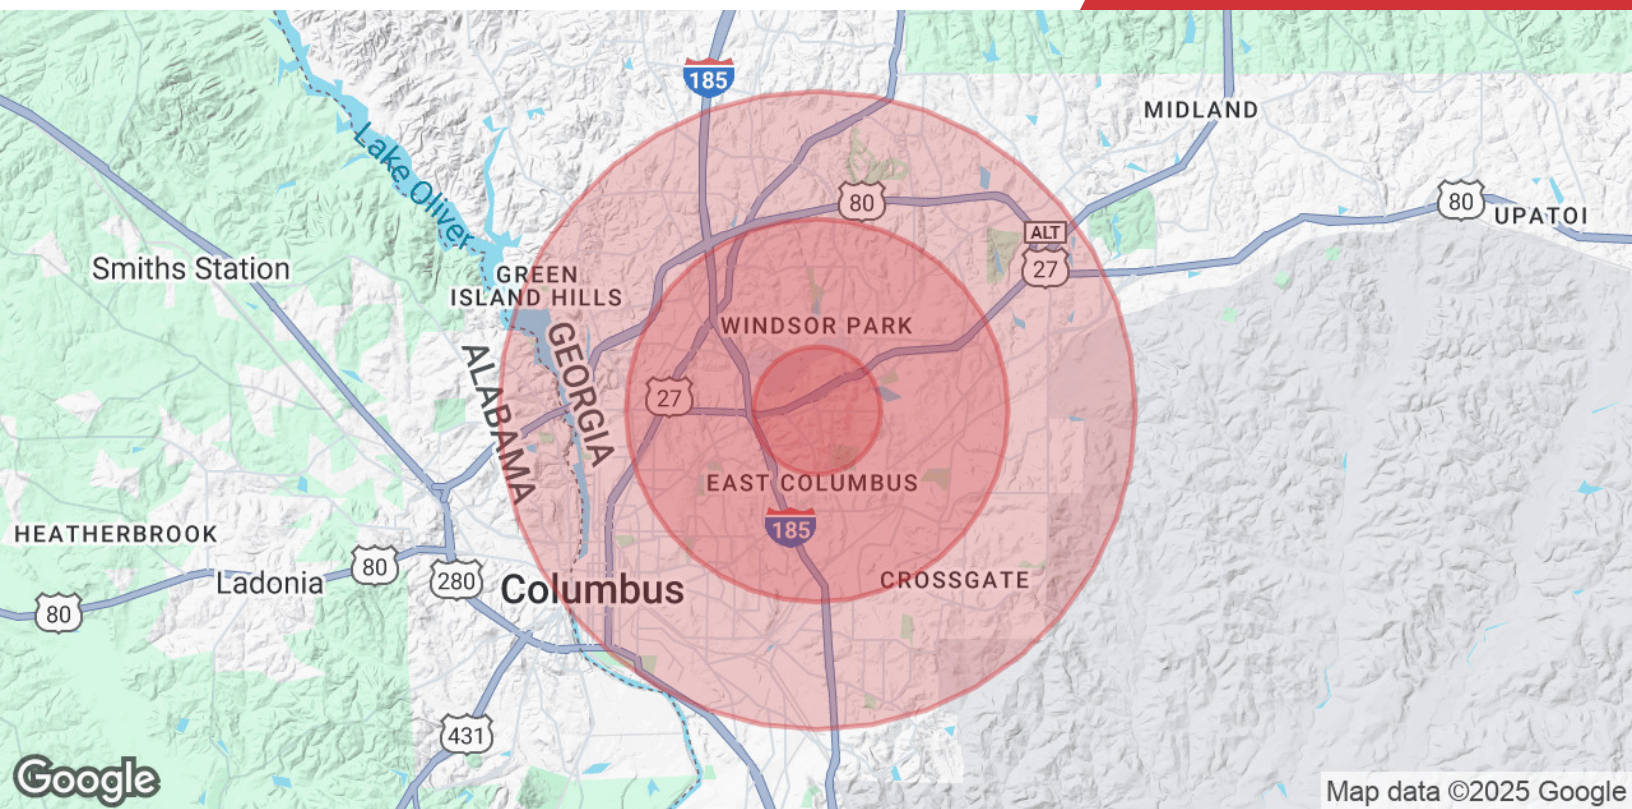 185
MIDLAND
Lake Oliver
80
80
UPATOI
ALT
27
Smiths Station
GREEN
ISLAND HILLS
WINDSOR PARK
GEORGIA
ALABAMA
27
EAST COLUMBUS
185
HEATHERBROOK
80
Ladonia
280
Columbus
CROSSGATE
80
431
Google
Map data ©2025 Google